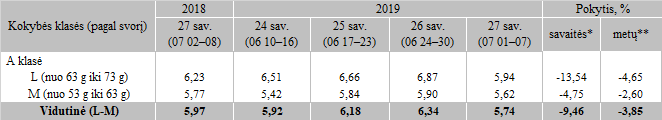 2018 2019 Pokytis, %
Kokybės klasės (pagal svorį) 27 sav. (07 02–08) 24 sav. (06 10–16) 25 sav. (06 17–23) 26 sav. (06 24–30) 27 sav. (07 01–07) savaitės* metų**
A klasė
L (nuo 63 g iki 73 g) 6,23 6,51 6,66 6,87 5,94 -13,54 -4,65
M (nuo 53 g iki 63 g) 5,77 5,42 5,84 5,90 5,62 -4,75 -2,60
Vidutinė (L-M) 5,97 5,92 6,18 6,34 5,74 -9,46 -3,85